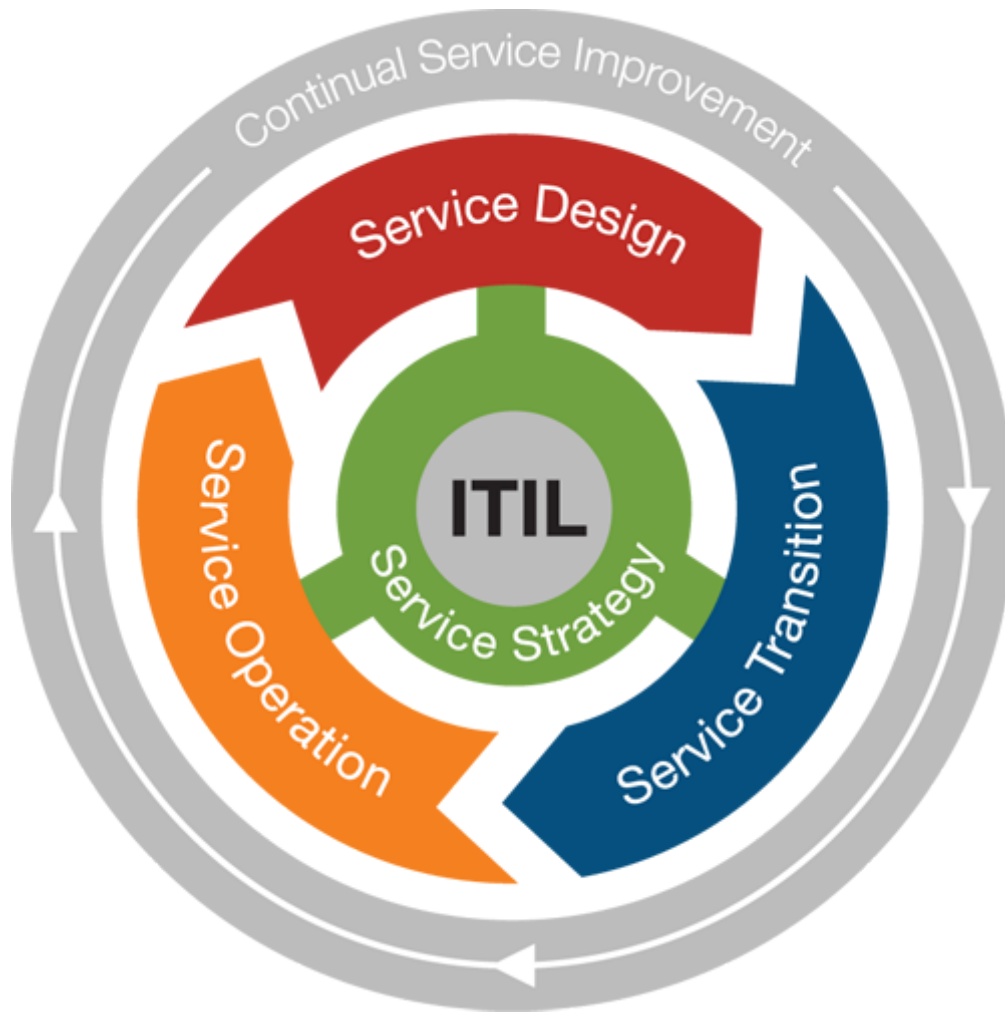 Continual Service Improvement
Service Design
Service Transition
Service Operation
Service Strategy
ITIL